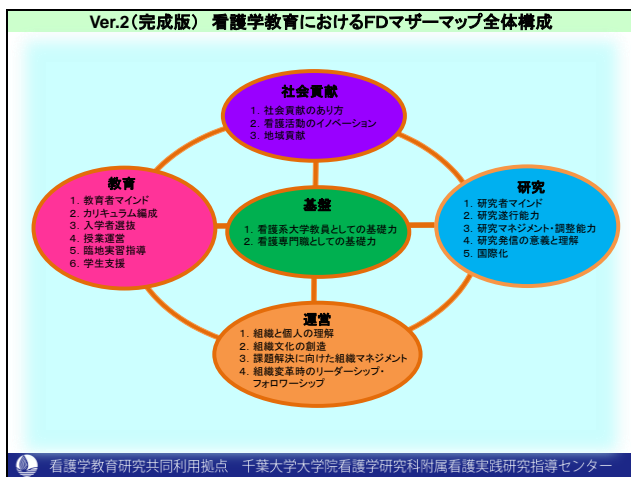 Ver.2(完成版) 看護学教育におけるFDマザーマップ全体構成
社会貢献
1. 社会貢献のあり方
2. 看護活動のイノベーション
3. 地域貢献
教育
1. 教育者マインド
2. カリキュラム編成
3. 入学者選抜
4. 授業運営
5. 臨地実習指導
6. 学生支援
基盤
1. 看護系大学教員としての基礎力
2. 看護専門職としての基礎力
研究
1. 研究者マインド
2. 研究遂行能力
3. 研究マネジメント・調整能力
4. 研究発信の意義と理解
5. 国際化
運営
1. 組織と個人の理解
2. 組織文化の創造
3. 課題解決に向けた組織マネジメント
4. 組織変革時のリーダーシップ・
フォロワーシップ
看護学教育研究共同利用拠点 千葉大学大学院看護学研究科附属看護実践研究指導センター